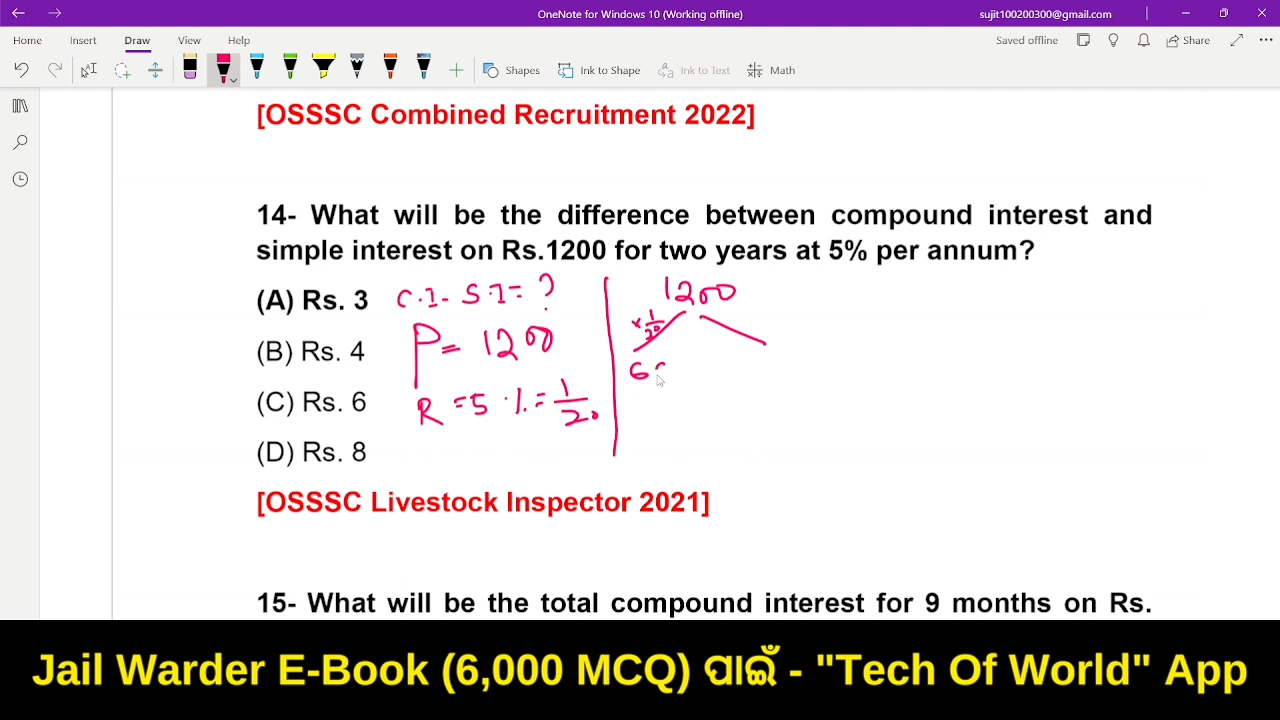 OneNote for Windows 10 (Working offline)
sujit100200300@gmail.com
Home Insert Draw View Help
Saved offline
Share
Shapes Ink to Shape Ink to Text Math
[OSSSC Combined Recruitment 2022]
14- What will be the difference between compound interest and
simple interest on Rs.1200 for two years at 5% per annum?
(A) Rs. 3
C.I- S.I= ?
(B) Rs. 4
P= 1200
(C) Rs. 6
R =5 %= 1/20
(D) Rs. 8
1200
× 1/20
[OSSSC Livestock Inspector 2021]
15- What will be the total compound interest for 9 months on Rs.
Jail Warder E-Book (6,000 MCQ) ପାଇଁ - "Tech Of World" App